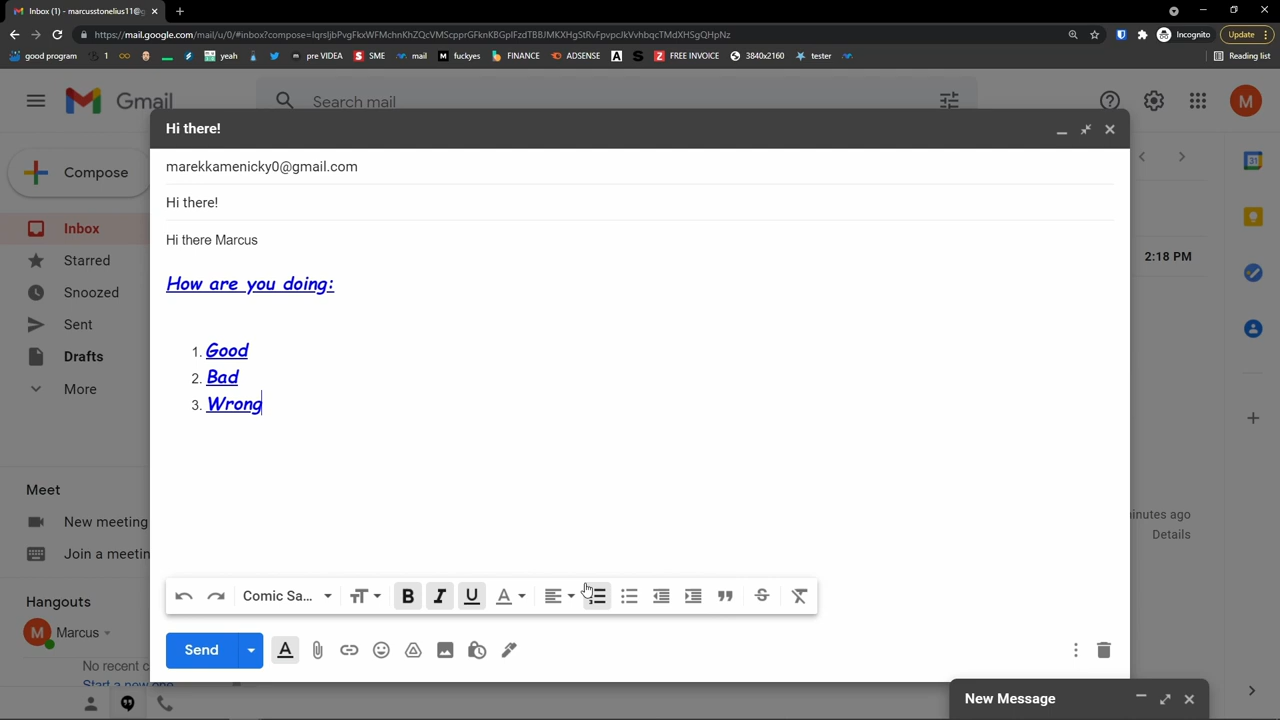 Inbox (1) - marcusstonelius11@g
https://mail.google.com/mail/u/0/#inbox?compose=
Incognito
Update
good program
1
yeah
pre VIDEA
SME
mail
fuckyes
FINANCE
ADSENSE
FREE INVOICE
3840x2160
tester
Reading list
Gmail
Search mail
M
Compose
Inbox
Starred
Snoozed
Sent
Drafts
More
Meet
New meeting
Join a meetin
Hangouts
M
Marcus
No recent c
Start a new one
Hi there!
marekkamenicky0@gmail.com
Hi there!
Hi there Marcus
How are you doing:
1. Good
2. Bad
3. Wrong
Comic Sa...
B I U A
Send
A
2:18 PM
inutes ago
Details
31
New Message